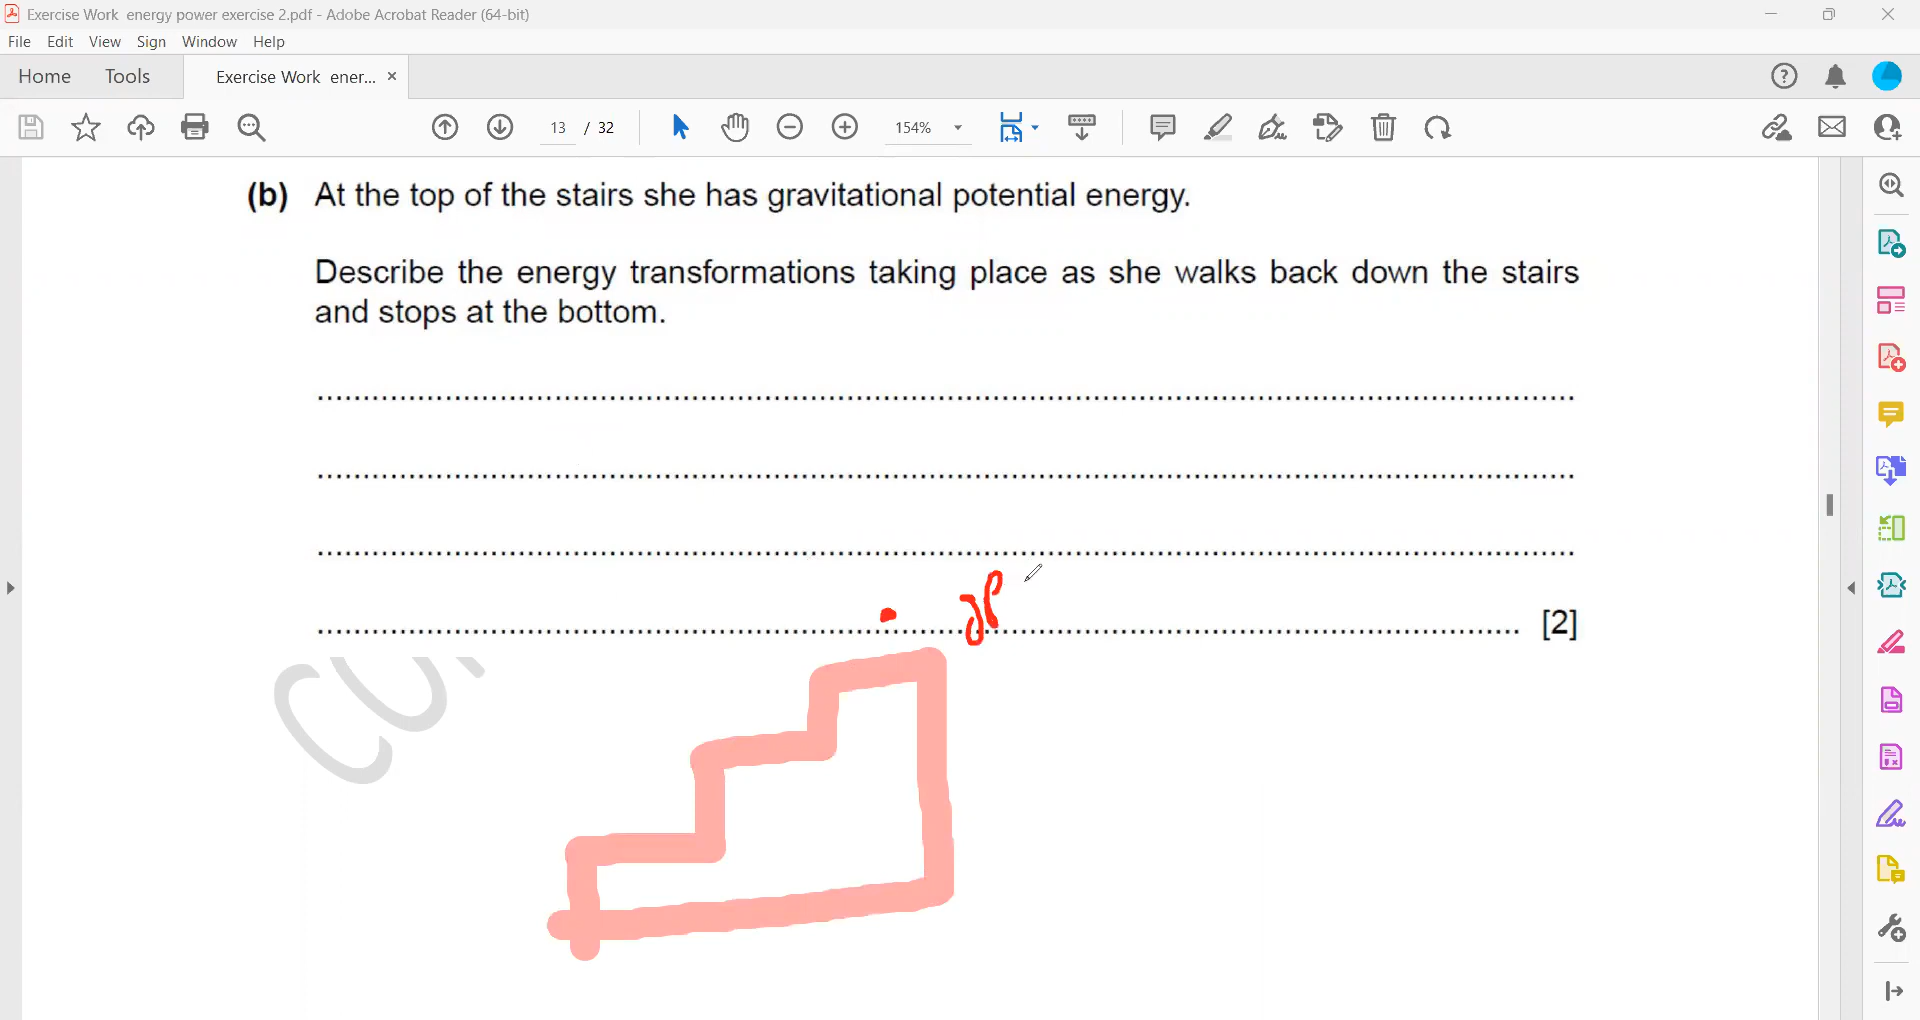 Exercise Work energy power exercise 2.pdf - Adobe Acrobat Reader (64-bit)
File Edit View Sign Window Help
Home Tools Exercise Work ener... ×
13 / 32 154%
(b) At the top of the stairs she has gravitational potential energy.
Describe the energy transformations taking place as she walks back down the stairs
and stops at the bottom.
................................................................
................................................................
................................................................
................................................................ [2]